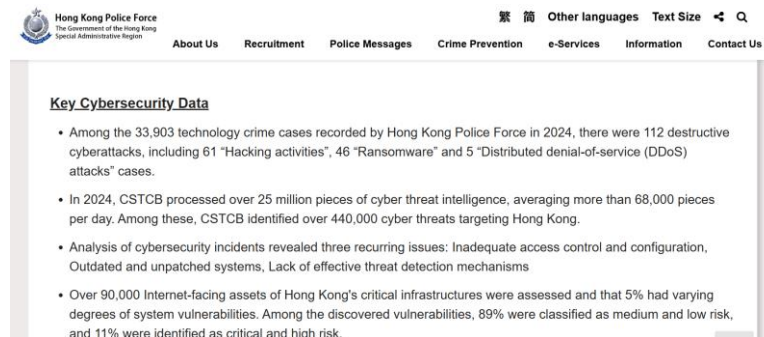 Hong Kong Police Force
The Government of the Hong Kong
Special Administrative Region
繁 简 Other languages Text Size
About Us Recruitment Police Messages Crime Prevention e-Services Information Contact Us
Key Cybersecurity Data
• Among the 33,903 technology crime cases recorded by Hong Kong Police Force in 2024, there were 112 destructive
cyberattacks, including 61 “Hacking activities”, 46 “Ransomware” and 5 “Distributed denial-of-service (DDoS)
attacks” cases.
• In 2024, CSTCB processed over 25 million pieces of cyber threat intelligence, averaging more than 68,000 pieces
per day. Among these, CSTCB identified over 440,000 cyber threats targeting Hong Kong.
• Analysis of cybersecurity incidents revealed three recurring issues: Inadequate access control and configuration,
Outdated and unpatched systems, Lack of effective threat detection mechanisms
• Over 90,000 Internet-facing assets of Hong Kong's critical infrastructures were assessed and that 5% had varying
degrees of system vulnerabilities. Among the discovered vulnerabilities, 89% were classified as medium and low risk,
and 11% were identified as critical and high risk.